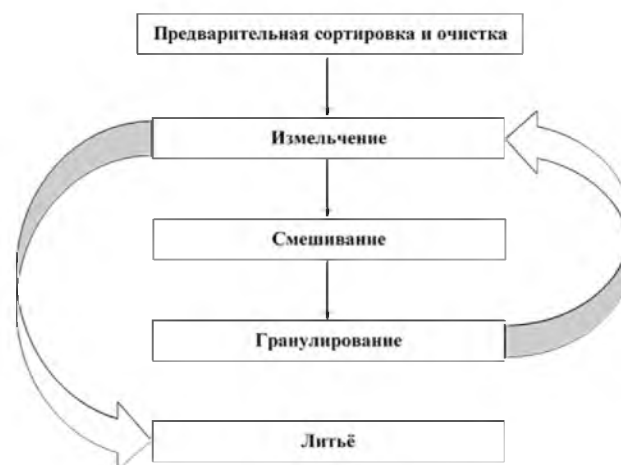 Предварительная сортировка и очистка
Измельчение
Смешивание
Гранулирование
Литьё